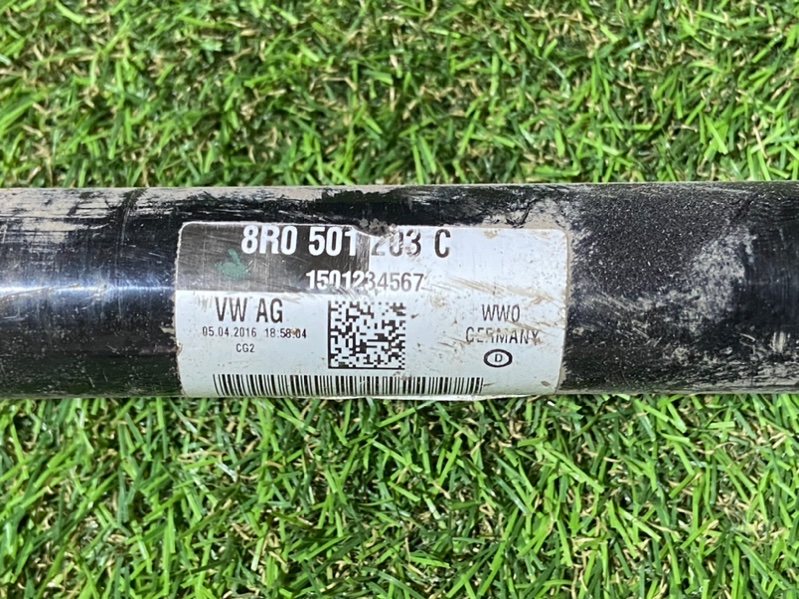 8R0 501 203 C
1501234567
VW AG
05.04.2016 18:58:04
CG2
WWO
GERMANY
D